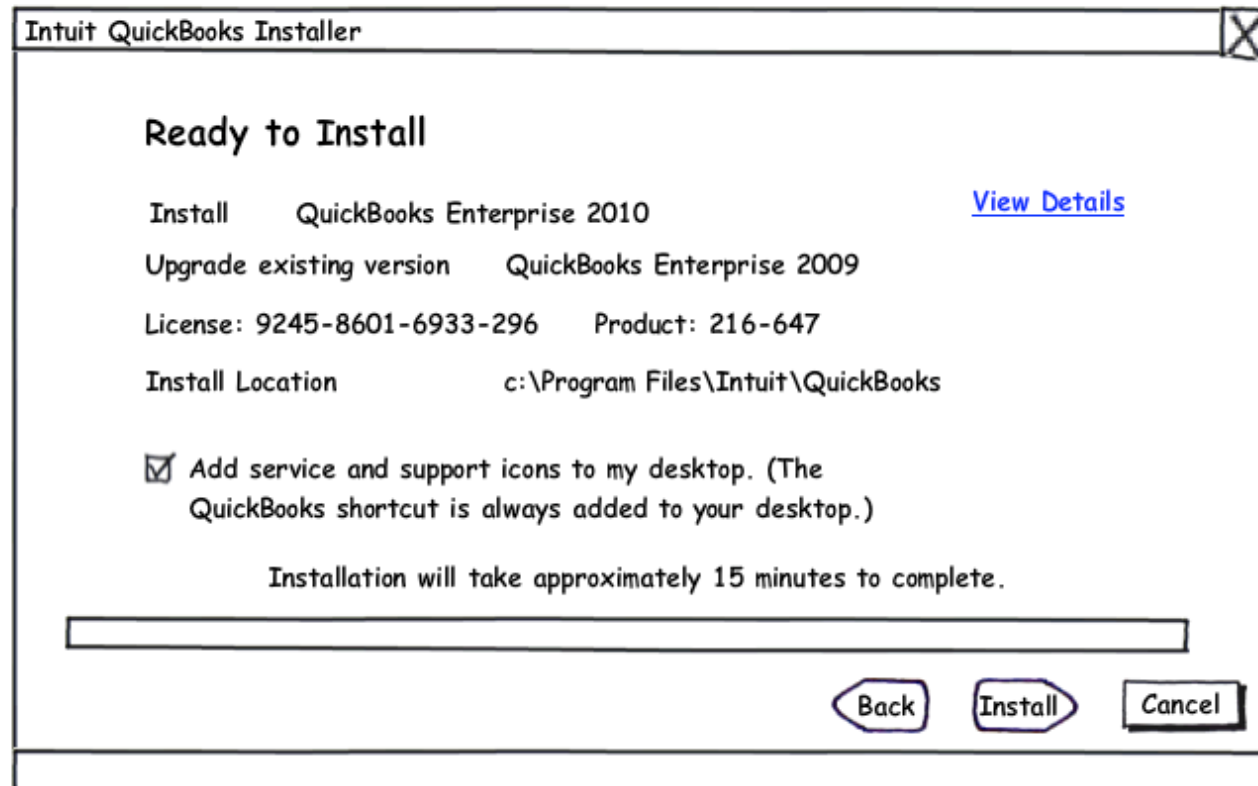 Intuit QuickBooks Installer
Ready to Install
Install QuickBooks Enterprise 2010 View Details
Upgrade existing version QuickBooks Enterprise 2009
License: 9245-8601-6933-296 Product: 216-647
Install Location c:\Program Files\Intuit\QuickBooks
Add service and support icons to my desktop. (The
QuickBooks shortcut is always added to your desktop.)
Installation will take approximately 15 minutes to complete.
Back Install Cancel